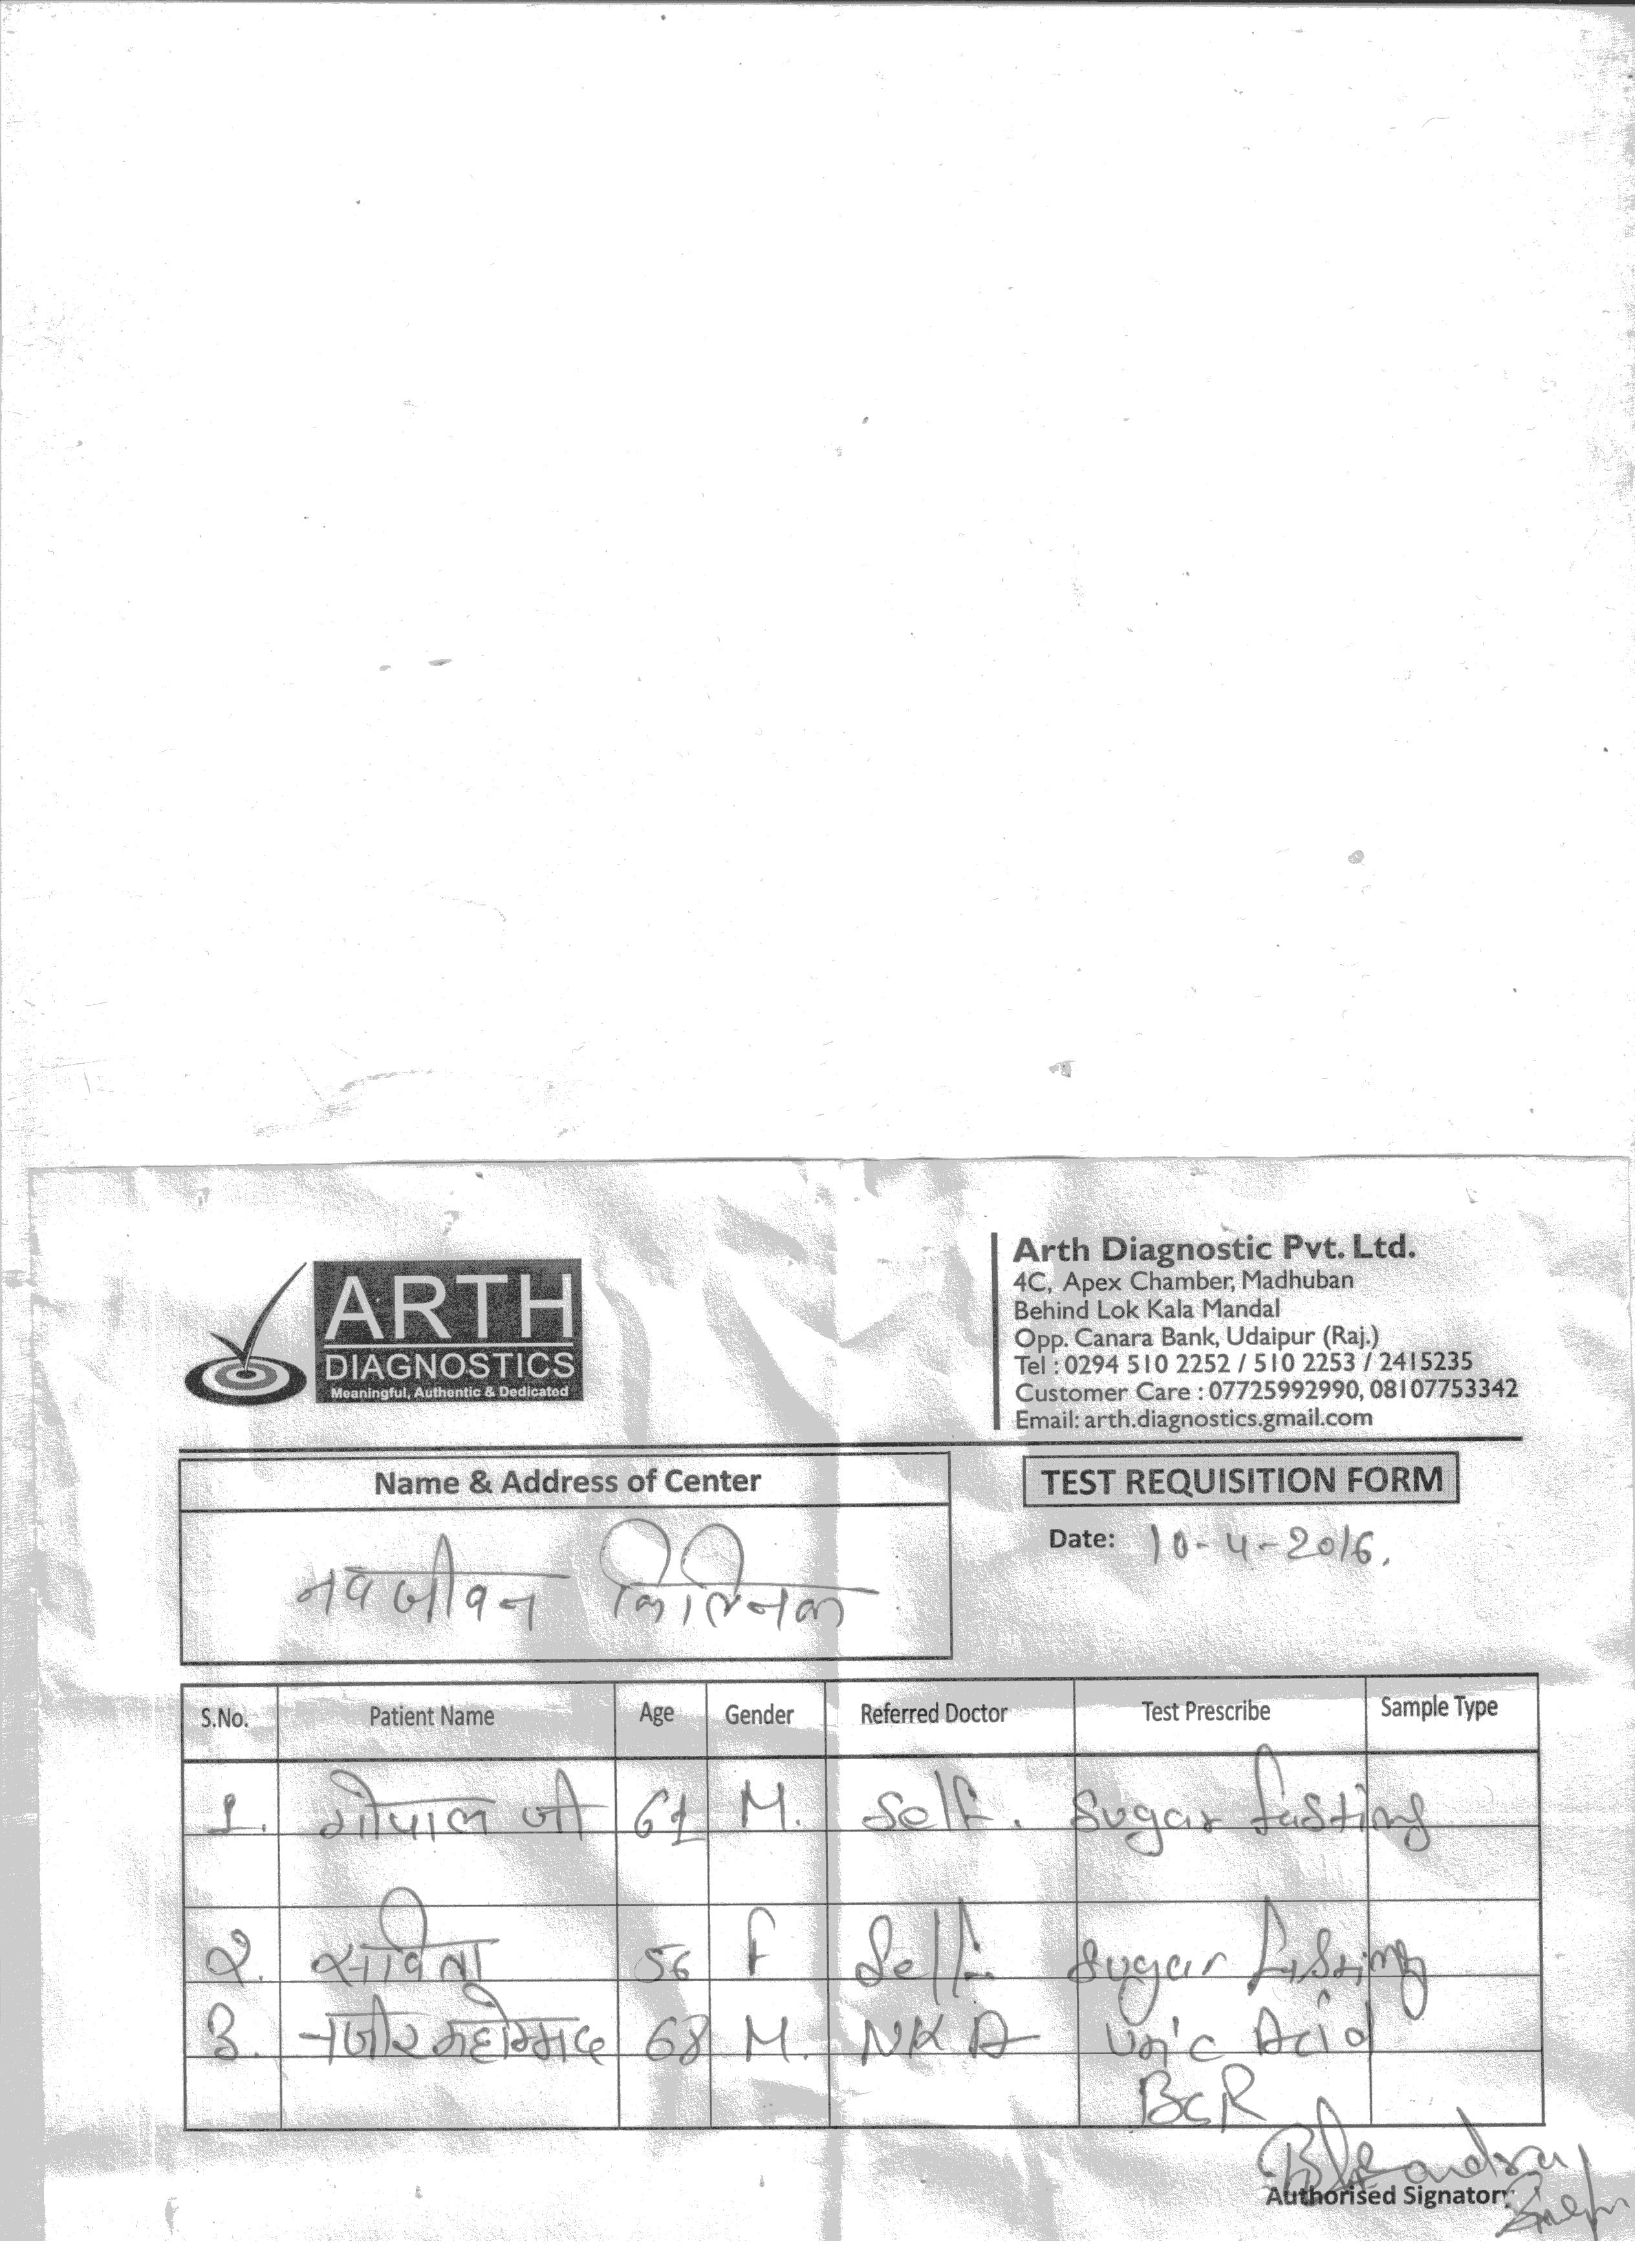 ARTH
DIAGNOSTICS
Meaningful, Authentic & Dedicated
Arth Diagnostic Pvt. Ltd.
4C, Apex Chamber, Madhuban
Behind Lok Kala Mandal
Opp. Canara Bank, Udaipur (Raj.)
Tel : 0294 510 2252 / 510 2253 / 2415235
Customer Care : 07725992990, 08107753342
Email: arth.diagnostics.gmail.com
Name & Address of Center
नवजीवन क्लिनिक
TEST REQUISITION FORM
Date: 10-4-2016.
S.No. Patient Name Age Gender Referred Doctor Test Prescribe Sample Type
1. गोपाल जी 61 M. Self. Sugar fasting
2. सविता 56 F Self. Sugar fasting
3. नजीर महोम्मद 68 M. Uric Acid
BCR
Authorised Signatory